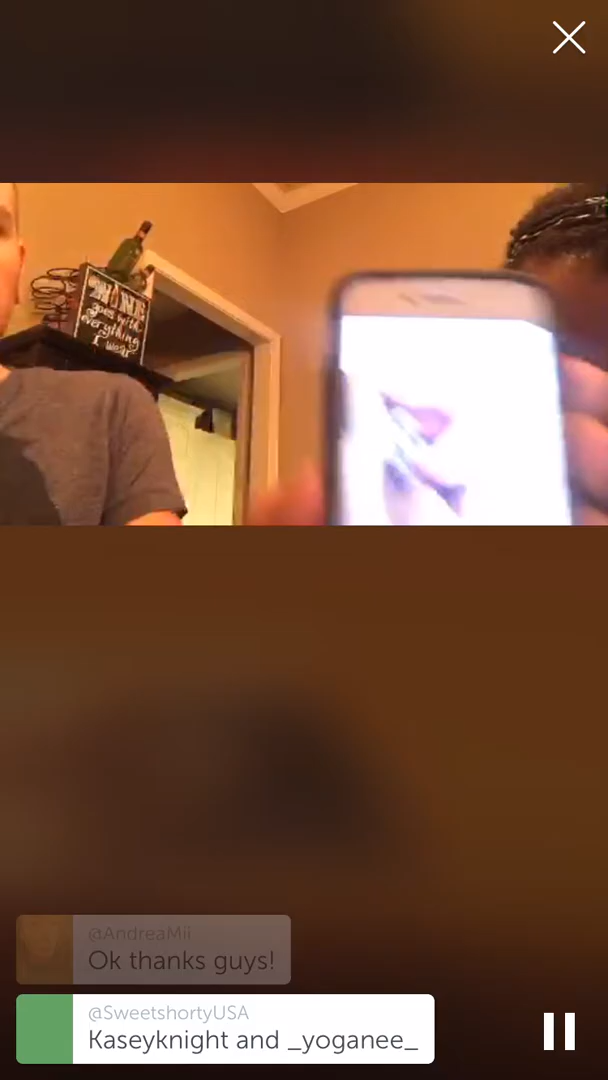 WINE
goes with
everything
I wear
@AndreaMii
Ok thanks guys!
@SweetshortyUSA
Kaseyknight and _yoganee_